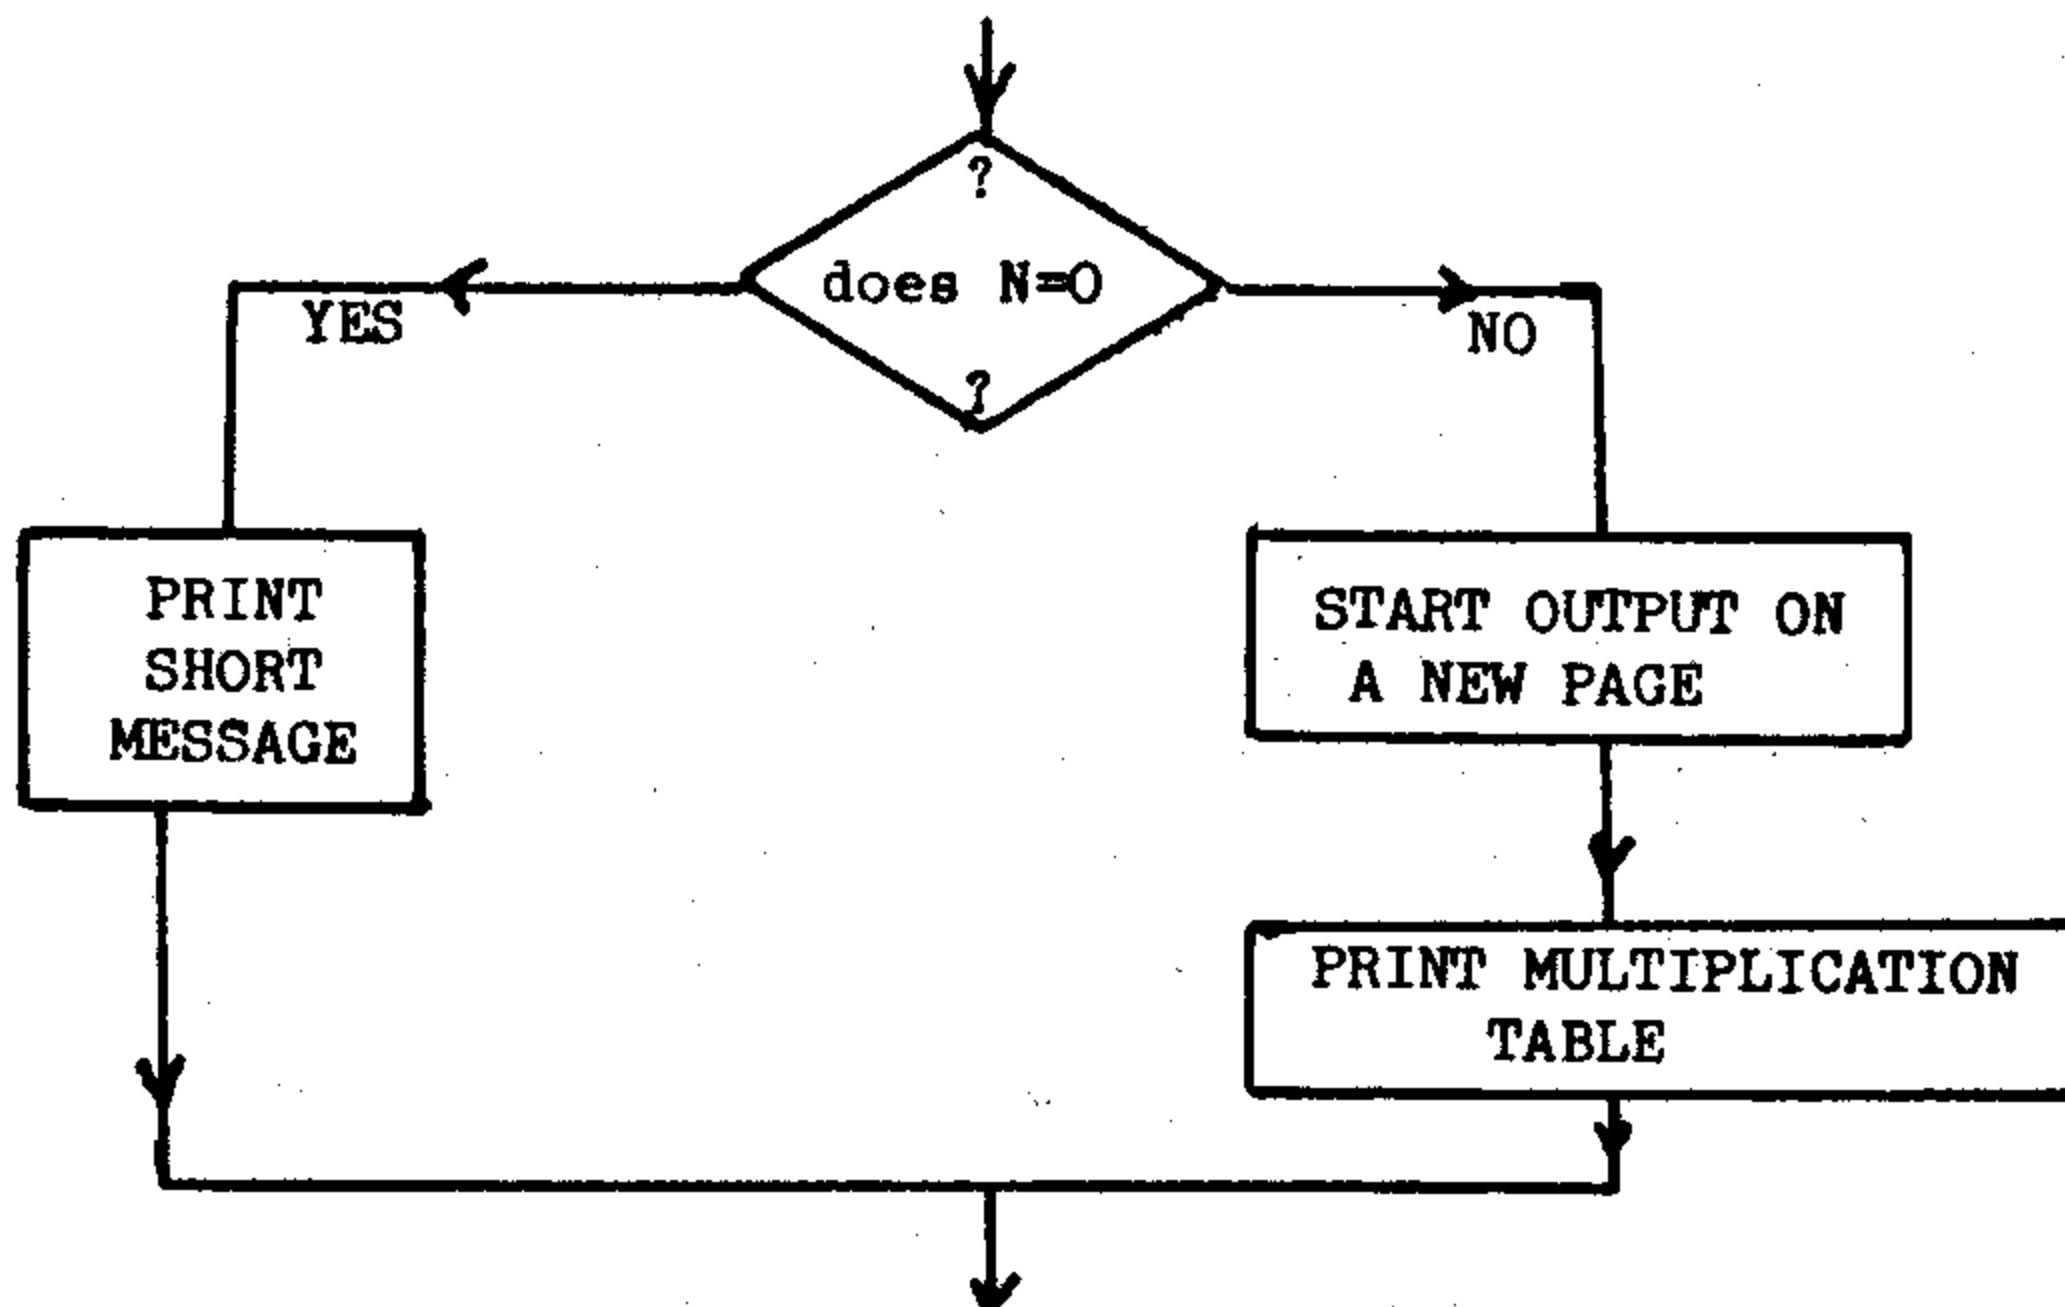 ?
does N=0
?
YES
NO
PRINT
SHORT
MESSAGE
START OUTPUT ON
A NEW PAGE
PRINT MULTIPLICATION
TABLE